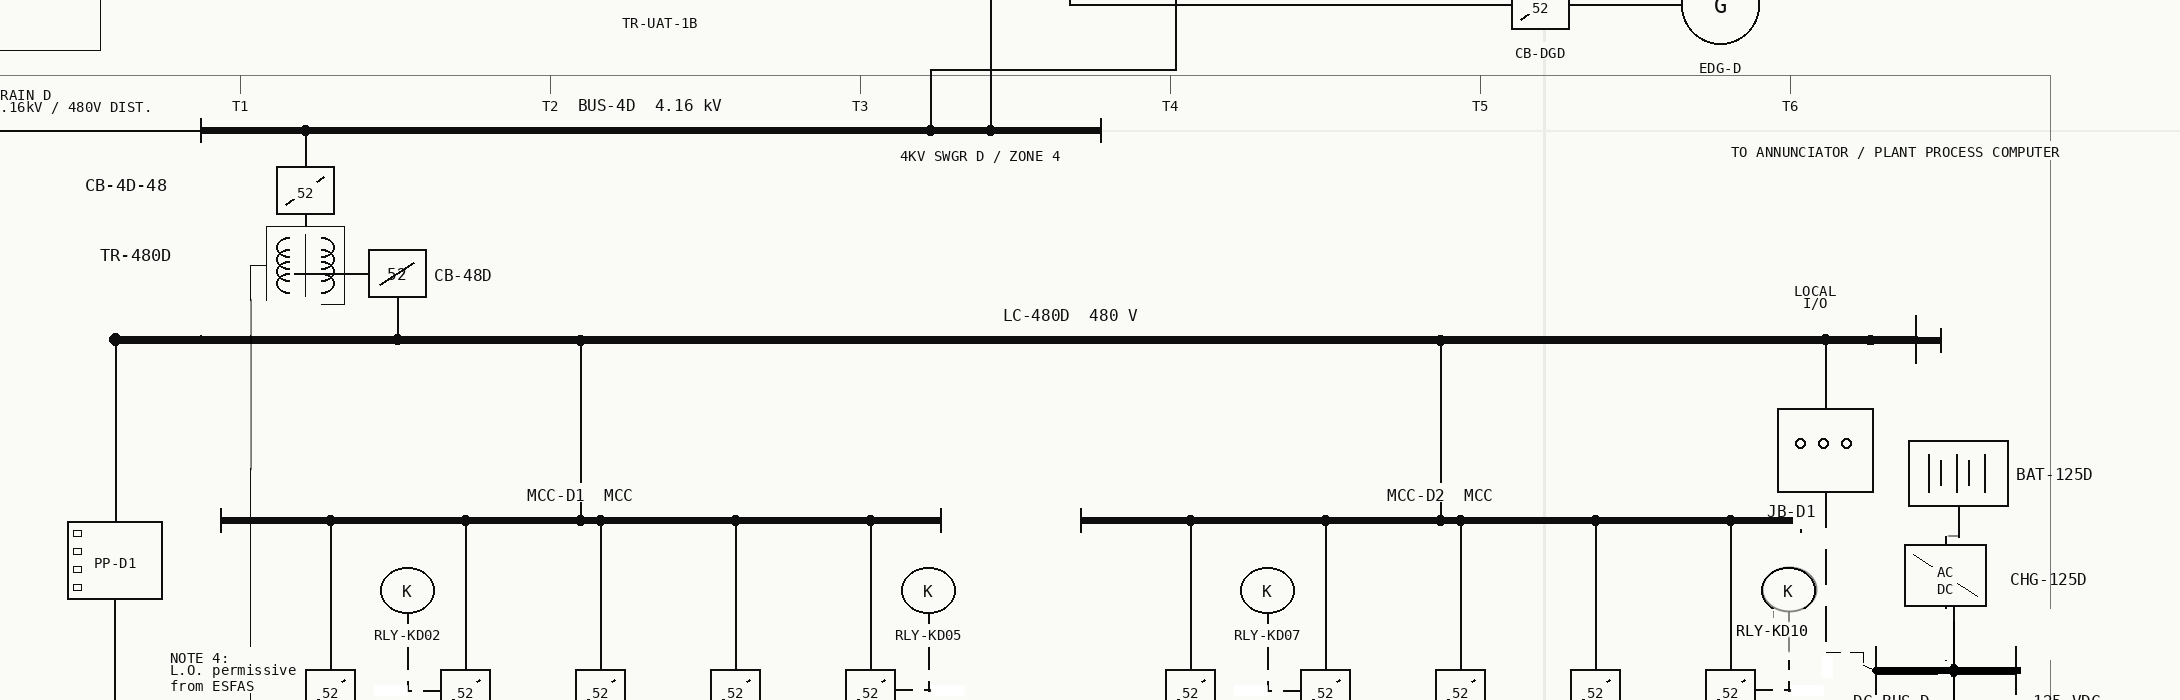 TR-UAT-1B
52
G
CB-DGD
EDG-D
RAIN D
.16kV / 480V DIST.
T1
T2
BUS-4D 4.16 kV
T3
T4
T5
T6
4KV SWGR D / ZONE 4
TO ANNUNCIATOR / PLANT PROCESS COMPUTER
CB-4D-48
52
TR-480D
52
CB-48D
LOCAL
I/O
LC-480D 480 V
BAT-125D
MCC-D1 MCC
MCC-D2 MCC
JB-D1
PP-D1
AC
DC
CHG-125D
K
K
K
K
RLY-KD02
RLY-KD05
RLY-KD07
RLY-KD10
NOTE 4:
L.O. permissive
from ESFAS
52
52
52
52
52
52
52
52
52
52
DC BUS D
125 VDC